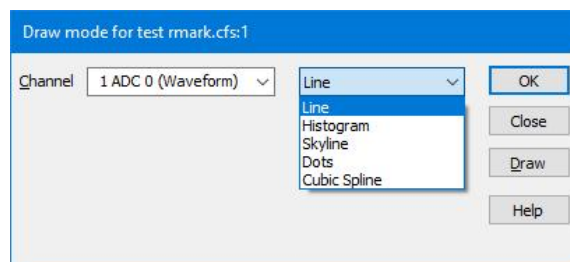 Draw mode for test rmark.cfs:1
Channel 1 ADC 0 (Waveform) Line OK
Line
Histogram
Skyline
Dots
Cubic Spline
Close
Draw
Help